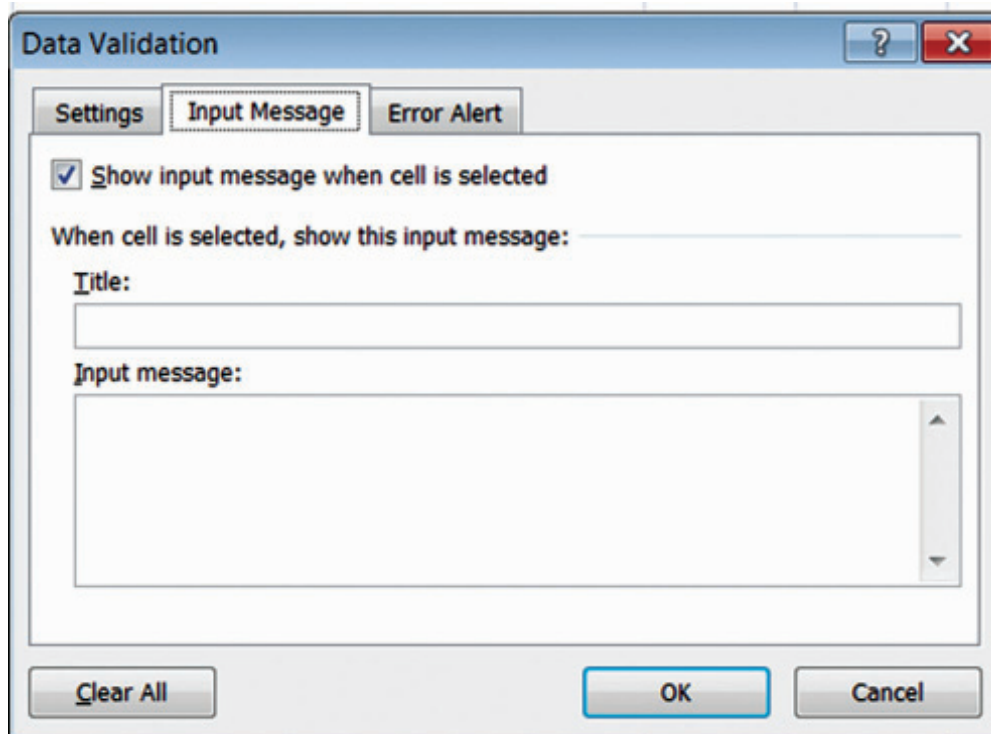 Data Validation
Settings Input Message Error Alert
Show input message when cell is selected
When cell is selected, show this input message:
Title:
Input message:
Clear All OK Cancel